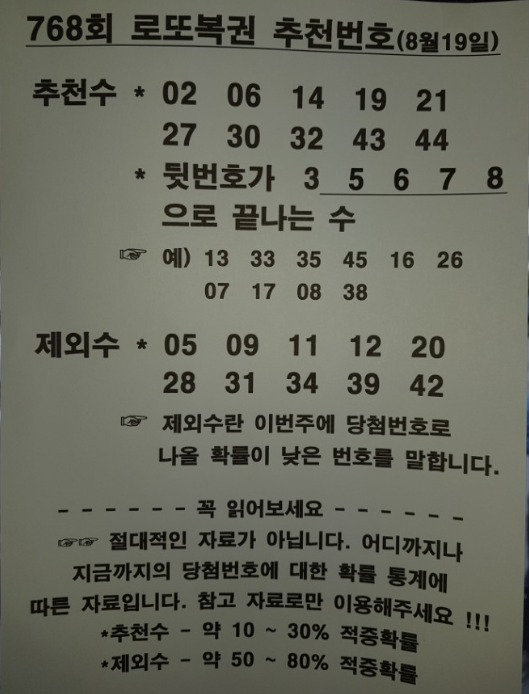 768회 로또복권 추천번호(8월19일)
추천수 * 02 06 14 19 21
27 30 32 43 44
* 뒷번호가 3 5 6 7 8
으로 끝나는 수
☞ 예) 13 33 35 45 16 26
07 17 08 38
제외수 * 05 09 11 12 20
28 31 34 39 42
☞ 제외수란 이번주에 당첨번호로
나올 확률이 낮은 번호를 말합니다.
- - - - - - 꼭 읽어보세요 - - - - - -
☞☞ 절대적인 자료가 아닙니다. 어디까지나
지금까지의 당첨번호에 대한 확률 통계에
따른 자료입니다. 참고 자료로만 이용해주세요 !!!
*추천수 - 약 10 ~ 30% 적중확률
*제외수 - 약 50 ~ 80% 적중확률